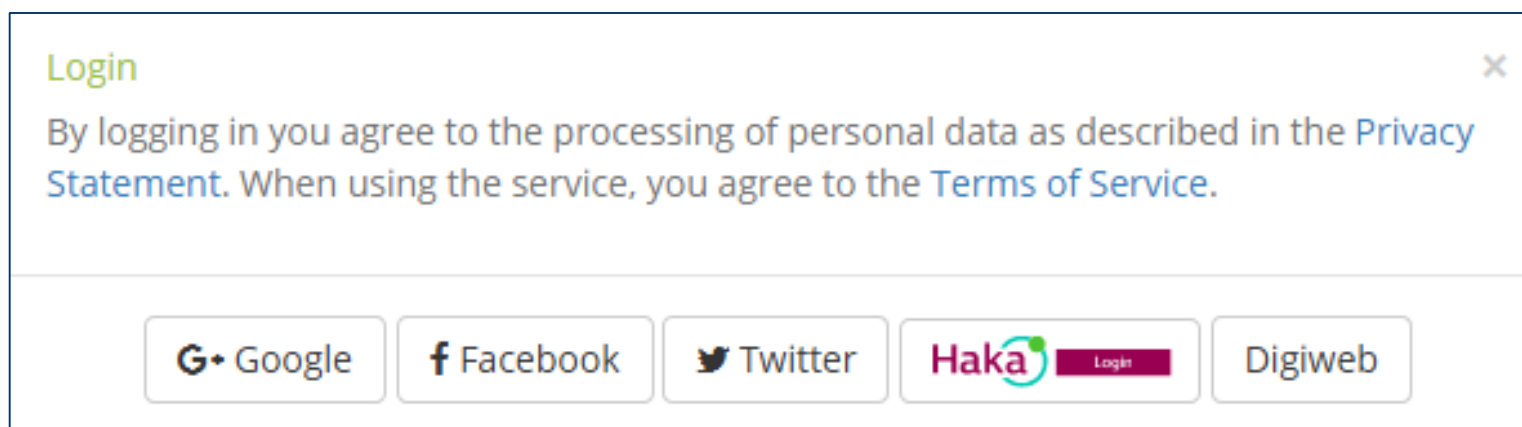 Login ×
By logging in you agree to the processing of personal data as described in the Privacy
Statement. When using the service, you agree to the Terms of Service.
G+ Google f Facebook Twitter Haka Login Digiweb